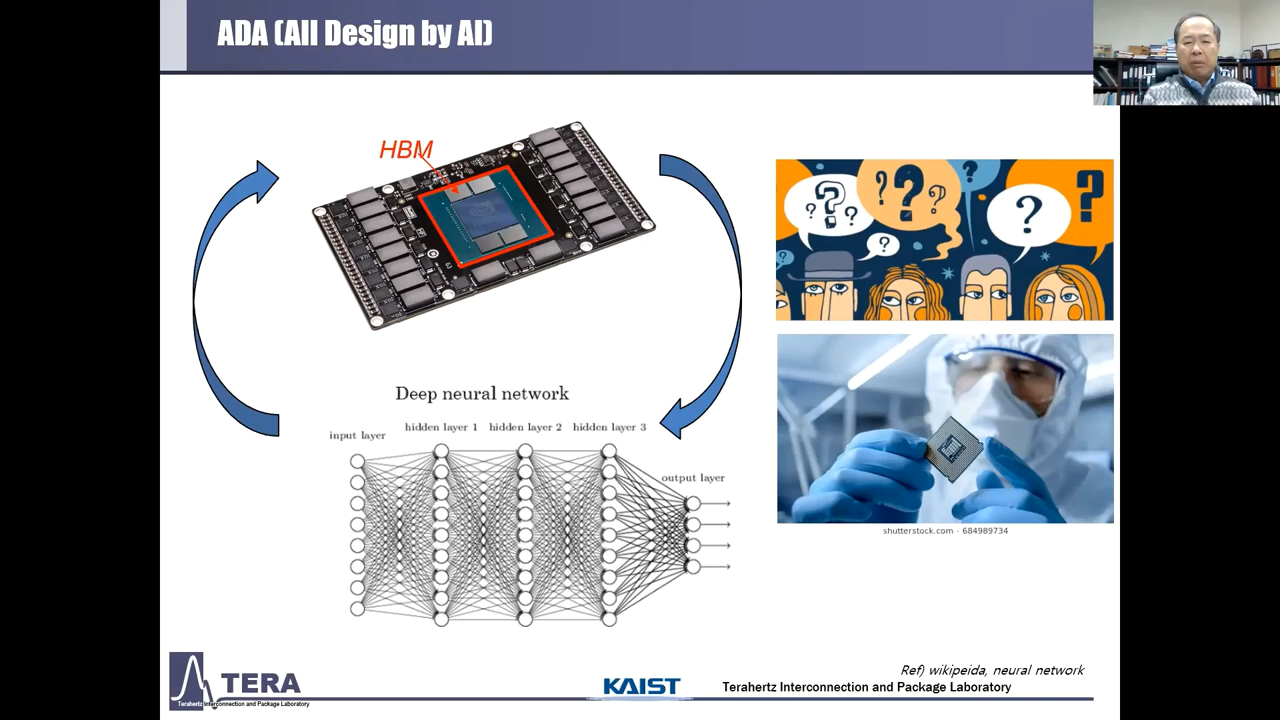 ADA (All Design by AI)
HBM
Deep neural network
input layer
hidden layer 1
hidden layer 2
hidden layer 3
output layer
? ? ?
? ? ?
?
?
?
?
?
shutterstock.com · 684989734
Ref) wikipeida, neural network
TERA
Terahertz Interconnection and Package Laboratory
KAIST
Terahertz Interconnection and Package Laboratory